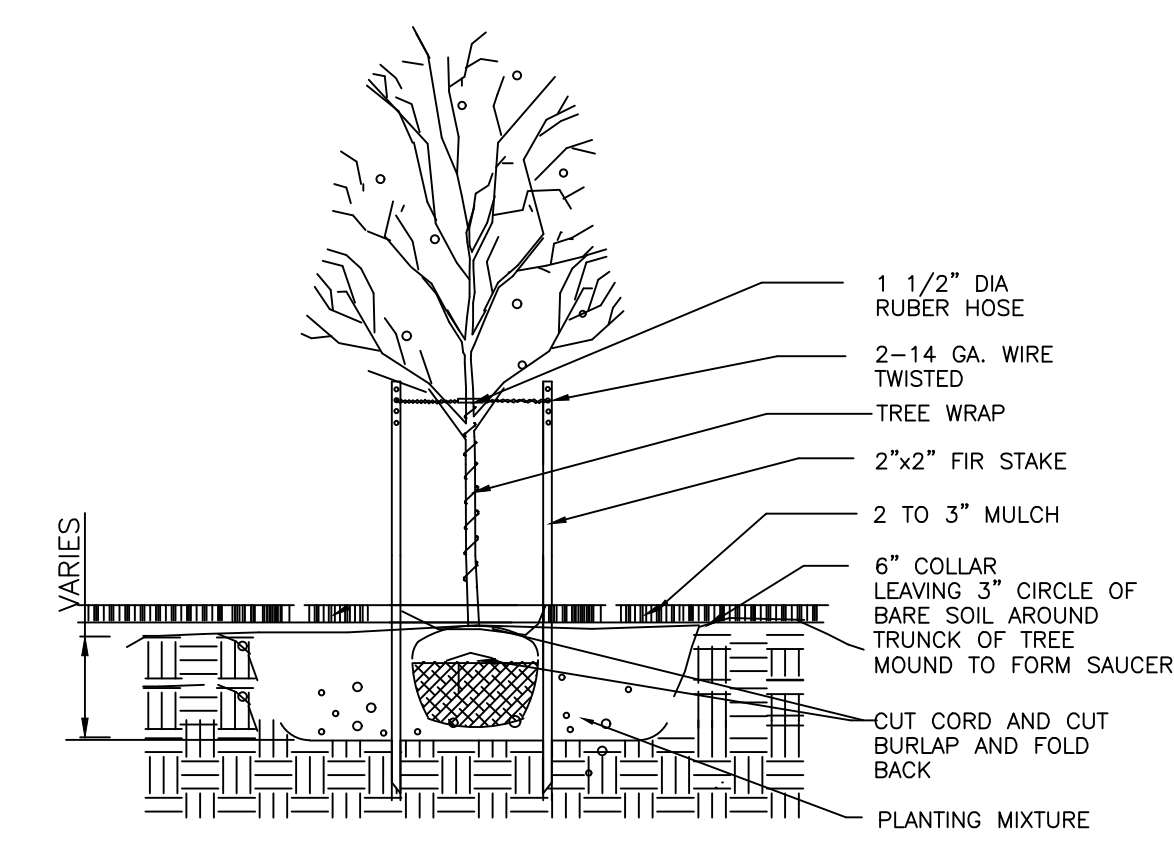 1 1/2" DIA
RUBER HOSE
2-14 GA. WIRE
TWISTED
TREE WRAP
2"x2" FIR STAKE
2 TO 3" MULCH
6" COLLAR
LEAVING 3" CIRCLE OF
BARE SOIL AROUND
TRUNCK OF TREE
MOUND TO FORM SAUCER
CUT CORD AND CUT
BURLAP AND FOLD
BACK
PLANTING MIXTURE
VARIES